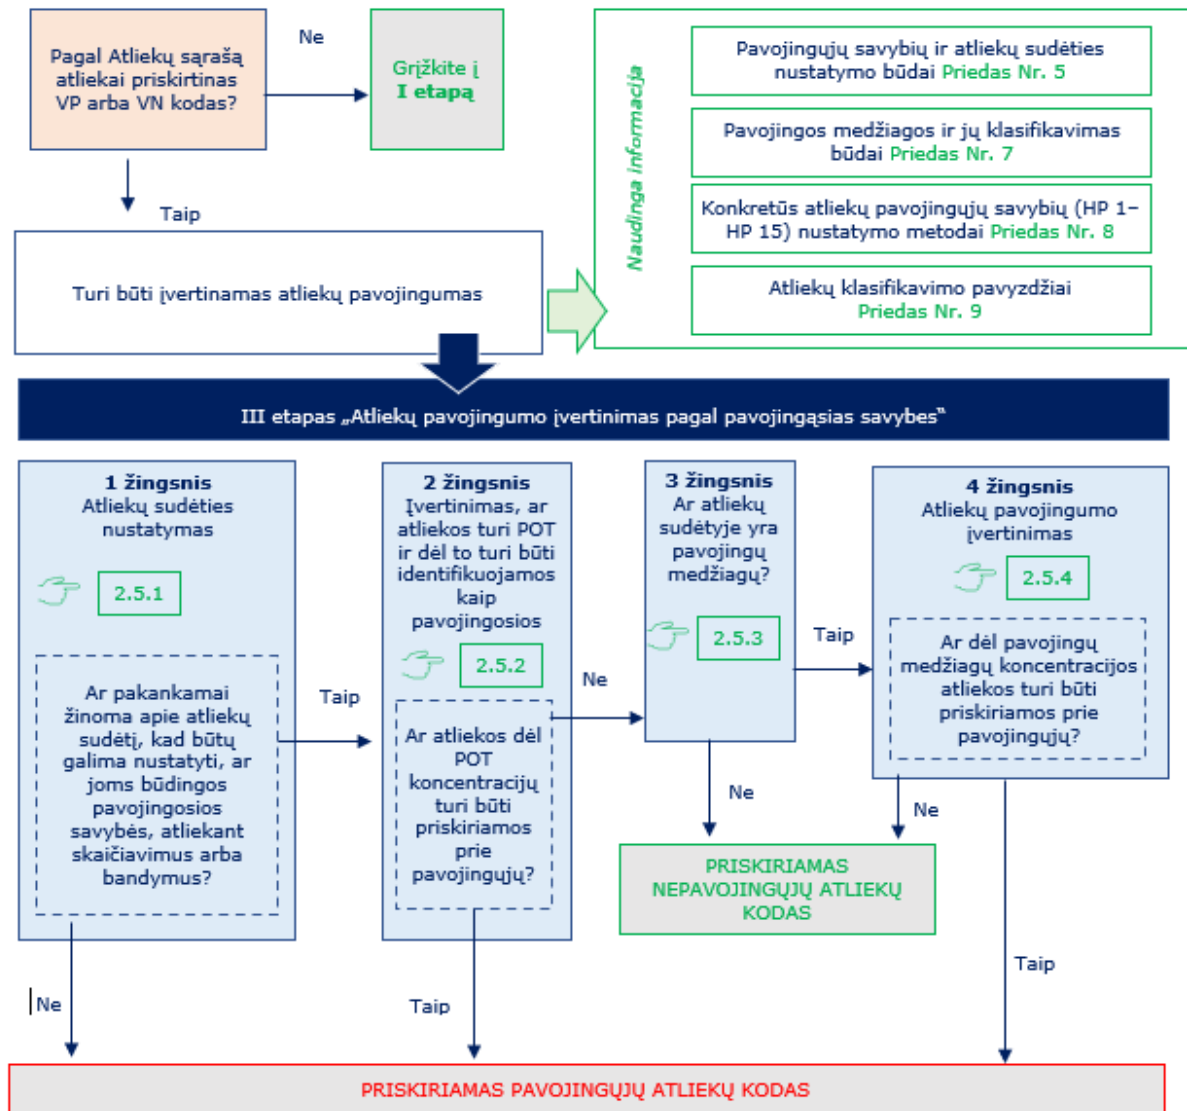 Pagal Atliekų sąrašą
atliekai priskirtinas
VP arba VN kodas?
Ne
Grįžkite į
I etapą
Taip
Turi būti įvertinamas atliekų pavojingumas
Naudinga informacija
Pavojingųjų savybių ir atliekų sudėties
nustatymo būdai Priedas Nr. 5
Pavojingos medžiagos ir jų klasifikavimas
būdai Priedas Nr. 7
Konkretūs atliekų pavojingųjų savybių (HP 1–
HP 15) nustatymo metodai Priedas Nr. 8
Atliekų klasifikavimo pavyzdžiai
Priedas Nr. 9
III etapas „Atliekų pavojingumo įvertinimas pagal pavojingąsias savybes“
1 žingsnis
Atliekų sudėties
nustatymas
2.5.1
Ar pakankamai
žinoma apie atliekų
sudėtį, kad būtų
galima nustatyti, ar
joms būdingos
pavojingosios
savybės, atliekant
skaičiavimus arba
bandymus?
Taip
Ne
2 žingsnis
Įvertinimas, ar
atliekos turi POT
ir dėl to turi būti
identifikuojamos
kaip
pavojingosios
2.5.2
Ar atliekos dėl
POT
koncentracijų
turi būti
priskiriamos
prie
pavojingųjų?
Ne
Taip
3 žingsnis
Ar atliekų
sudėtyje yra
pavojingų
medžiagų?
2.5.3
Taip
Ne
4 žingsnis
Atliekų pavojingumo
įvertinimas
2.5.4
Ar dėl pavojingų
medžiagų koncentracijos
atliekos turi būti
priskiriamos prie
pavojingųjų?
Ne
Taip
PRISKIRIAMAS
NEPAVOJINGŲJŲ ATLIEKŲ
KODAS
PRISKIRIAMAS PAVOJINGŲJŲ ATLIEKŲ KODAS